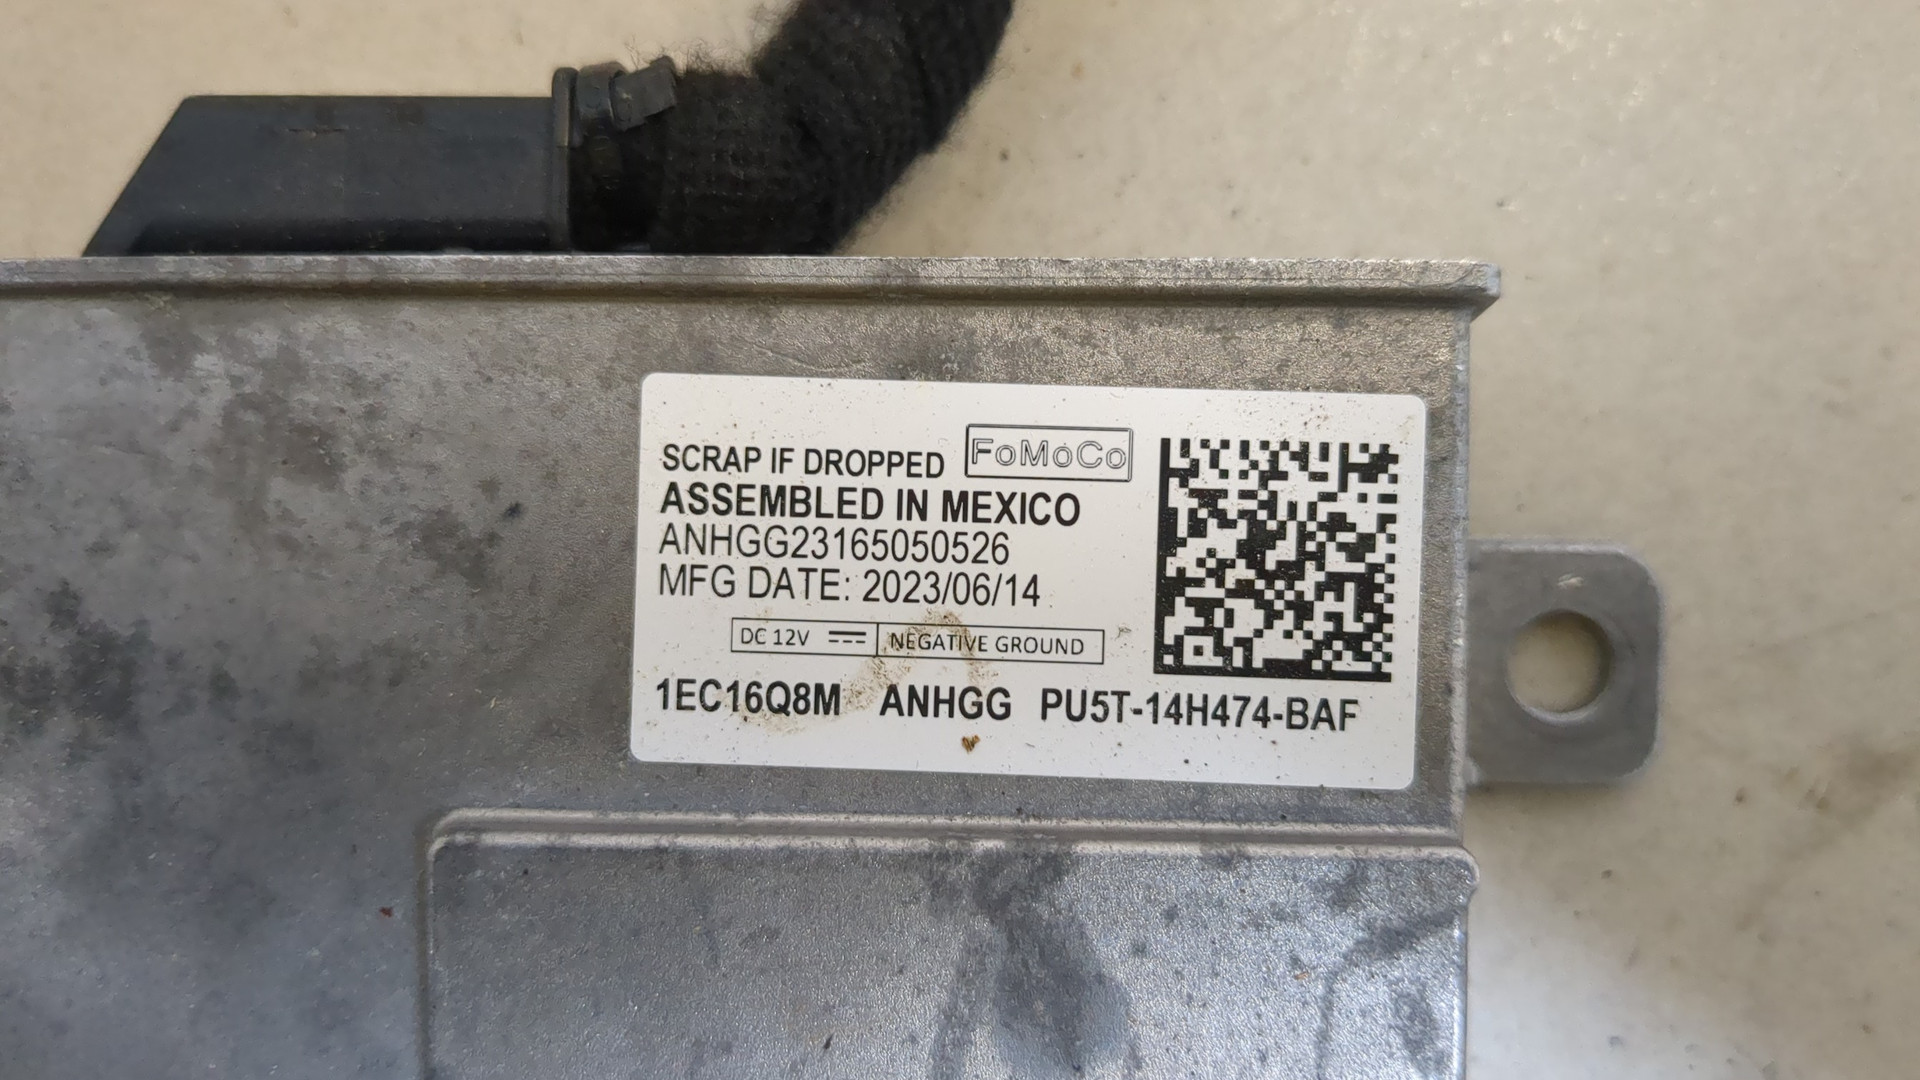 SCRAP IF DROPPED FoMoCo
ASSEMBLED IN MEXICO
ANHGG23165050526
MFG DATE: 2023/06/14
DC 12V NEGATIVE GROUND
1EC16Q8M ANHGG PU5T-14H474-BAF